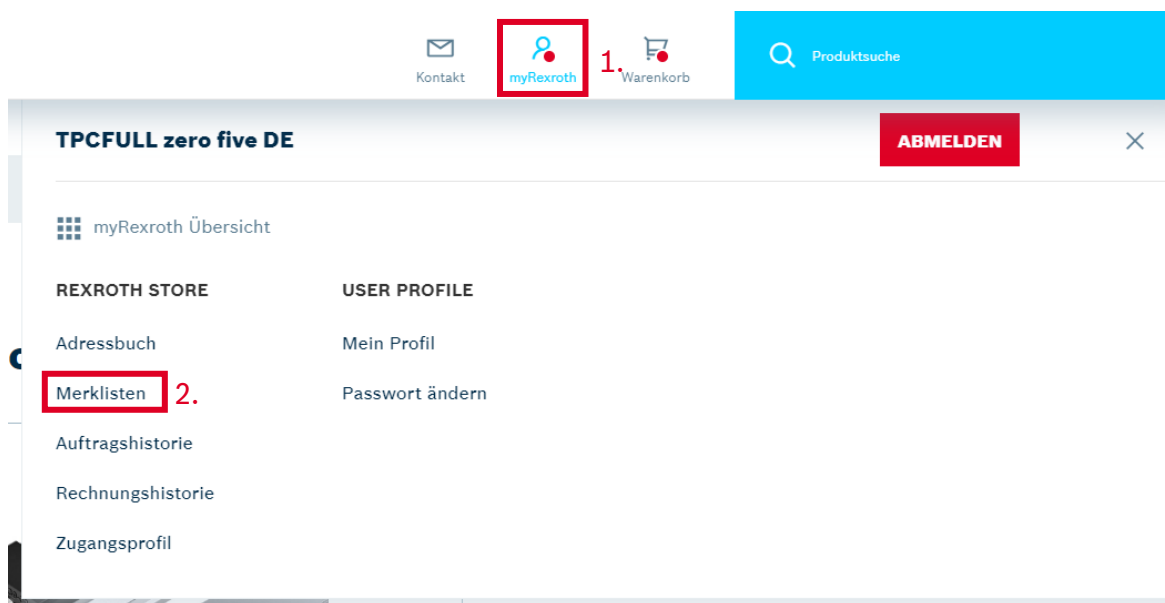 Kontakt
myRexroth
1.
Warenkorb
Produktsuche
TPCFULL zero five DE
ABMELDEN
myRexroth Übersicht
REXROTH STORE
USER PROFILE
Adressbuch
Mein Profil
Merklisten
2.
Passwort ändern
Auftragshistorie
Rechnungshistorie
Zugangsprofil